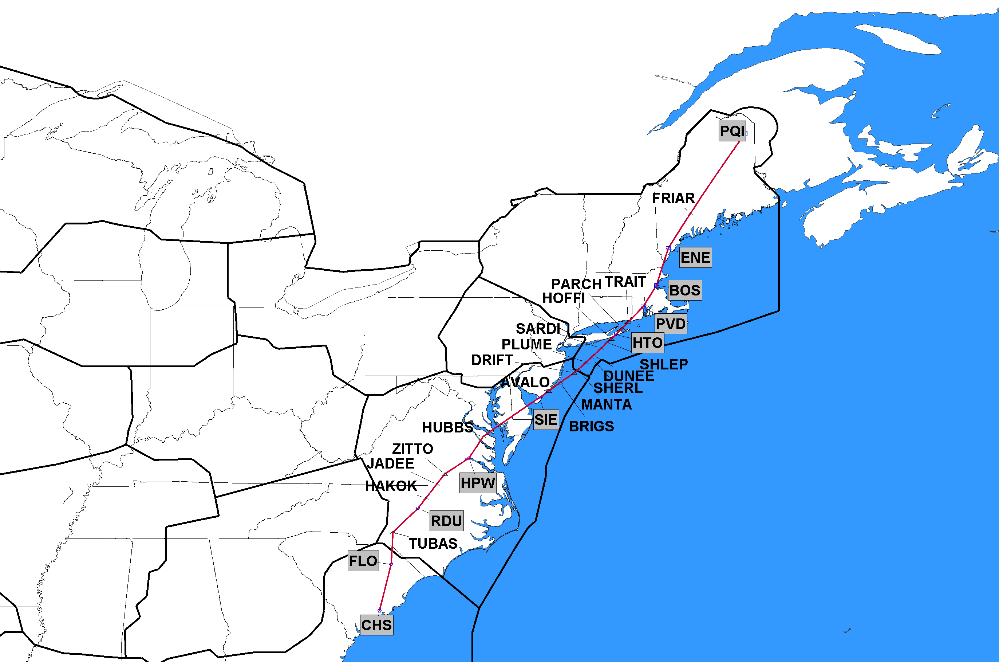 PQI
FRIAR
ENE
PARCH
TRAIT
BOS
HOFFI
PVD
SARDI
HTO
PLUME
DRIFT
SHLEP
DUNEE
AVALO
SHERL
MANTA
SIE
BRIGS
HUBBS
ZITTO
JADEE
HPW
HAKOK
RDU
TUBAS
FLO
CHS